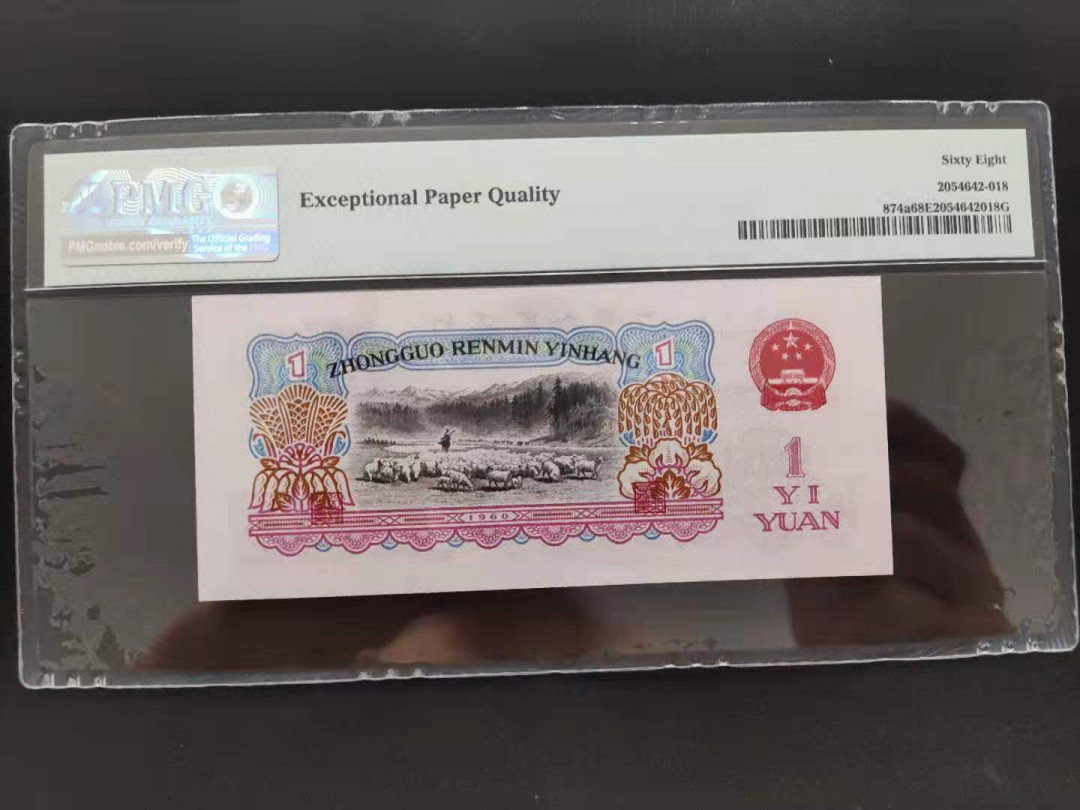 Sixty Eight
PMG
Exceptional Paper Quality
2054642-018
874a68E2054642018G
PMGnotes.com/verify
The Official Grading
Service of the PMG
1
ZHONGGUO RENMIN YINHANG
1
1960
1
YI
YUAN